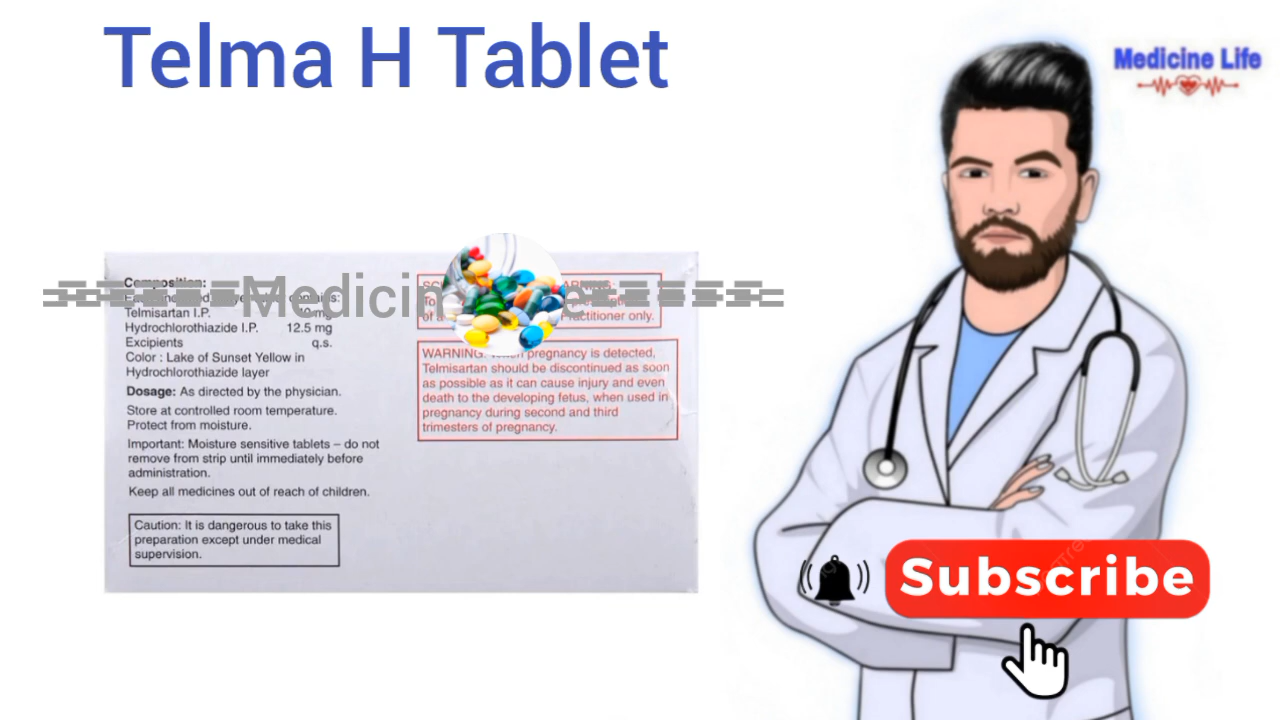 Telma H Tablet
Medicine Life
Composition:
contains:
Telmisartan I.P. mg
Hydrochlorothiazide I.P. 12.5 mg
Excipients q.s.
Color : Lake of Sunset Yellow in
Hydrochlorothiazide layer
Dosage: As directed by the physician.
Store at controlled room temperature.
Protect from moisture.
Important: Moisture sensitive tablets – do not
remove from strip until immediately before
administration.
Keep all medicines out of reach of children.
Caution: It is dangerous to take this
preparation except under medical
supervision.
of a Practitioner only.
WARNING: When pregnancy is detected,
Telmisartan should be discontinued as soon
as possible as it can cause injury and even
death to the developing fetus, when used in
pregnancy during second and third
trimesters of pregnancy.
Subscribe